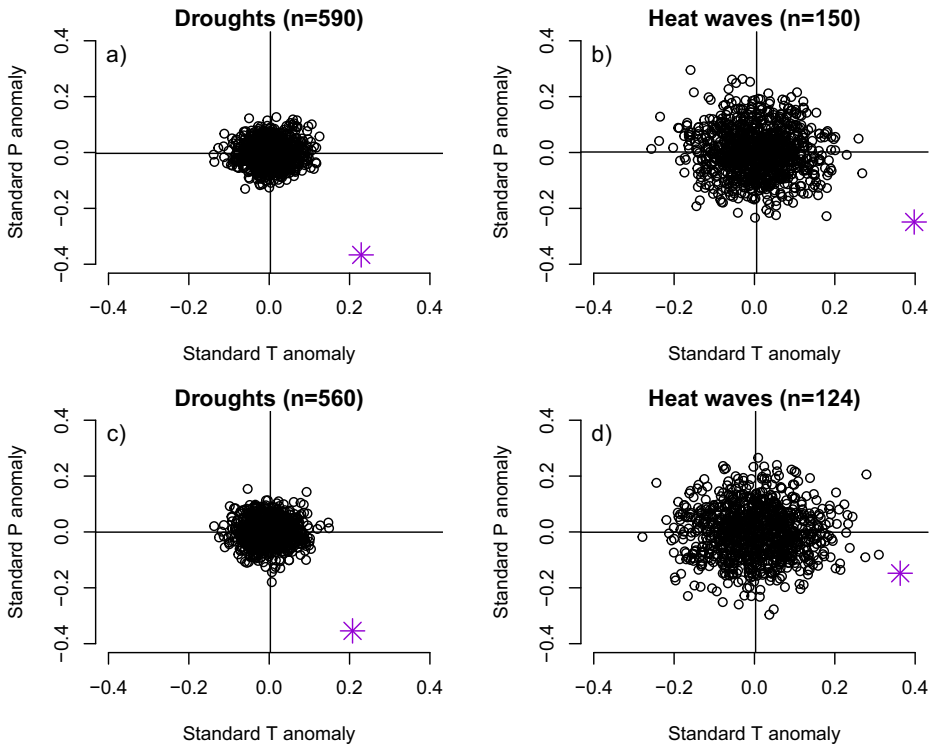 Droughts (n=590)
a)
0.4
0.2
0.0
−0.2
−0.4
Standard P anomaly
−0.4 −0.2 0.0 0.2 0.4
Standard T anomaly
Heat waves (n=150)
b)
0.4
0.2
0.0
−0.2
−0.4
Standard P anomaly
−0.4 −0.2 0.0 0.2 0.4
Standard T anomaly
Droughts (n=560)
c)
0.4
0.2
0.0
−0.2
−0.4
Standard P anomaly
−0.4 −0.2 0.0 0.2 0.4
Standard T anomaly
Heat waves (n=124)
d)
0.4
0.2
0.0
−0.2
−0.4
Standard P anomaly
−0.4 −0.2 0.0 0.2 0.4
Standard T anomaly